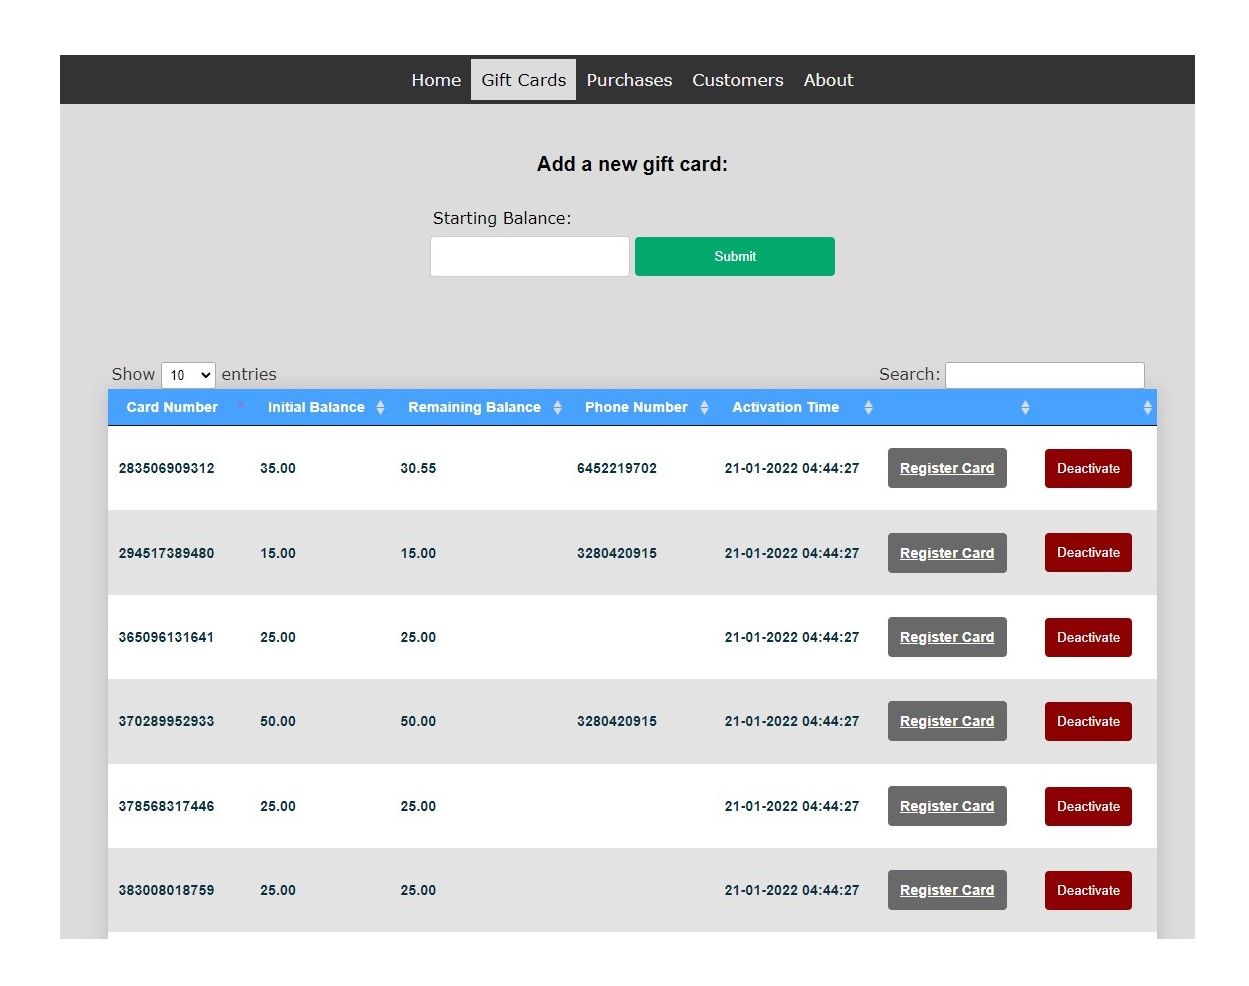 Home Gift Cards Purchases Customers About
Add a new gift card:
Starting Balance:
Submit
Show 10 entries Search:
Card Number Initial Balance Remaining Balance Phone Number Activation Time
283506909312 35.00 30.55 6452219702 21-01-2022 04:44:27 Register Card Deactivate
294517389480 15.00 15.00 3280420915 21-01-2022 04:44:27 Register Card Deactivate
365096131641 25.00 25.00 21-01-2022 04:44:27 Register Card Deactivate
370289952933 50.00 50.00 3280420915 21-01-2022 04:44:27 Register Card Deactivate
378568317446 25.00 25.00 21-01-2022 04:44:27 Register Card Deactivate
383008018759 25.00 25.00 21-01-2022 04:44:27 Register Card Deactivate